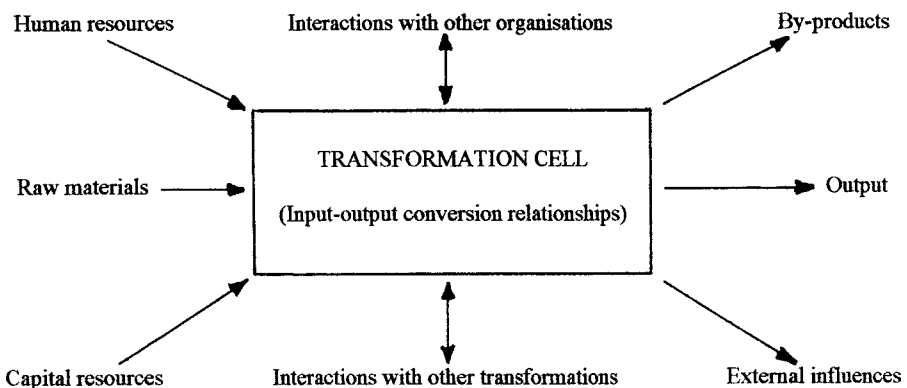 Human resources
Interactions with other organisations
By-products
TRANSFORMATION CELL
Raw materials
Output
(Input-output conversion relationships)
Capital resources
Interactions with other transformations
External influences